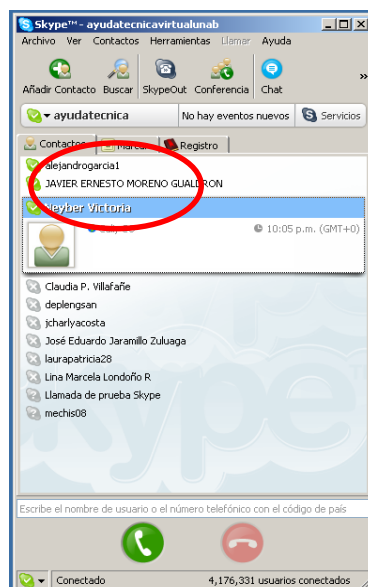 Skype™ - ayudatecnicavirtualunab
Archivo Ver Contactos Herramientas Llamar Ayuda
Añadir Contacto Buscar SkypeOut Conferencia Chat »
ayudatecnica No hay eventos nuevos Servicios
Contactos Marcar Registro
alejandrogarcia1
JAVIER ERNESTO MORENO GUALDRON
Neyber Victoria
10:05 p.m. (GMT+0)
Claudia P. Villafañe
deplengsan
jcharlyacosta
José Eduardo Jaramillo Zuluaga
laurapatricia28
Lina Marcela Londoño R
Llamada de prueba Skype
mechis08
Escribe el nombre de usuario o el número telefónico con el código de país
Conectado 4,176,331 usuarios conectados